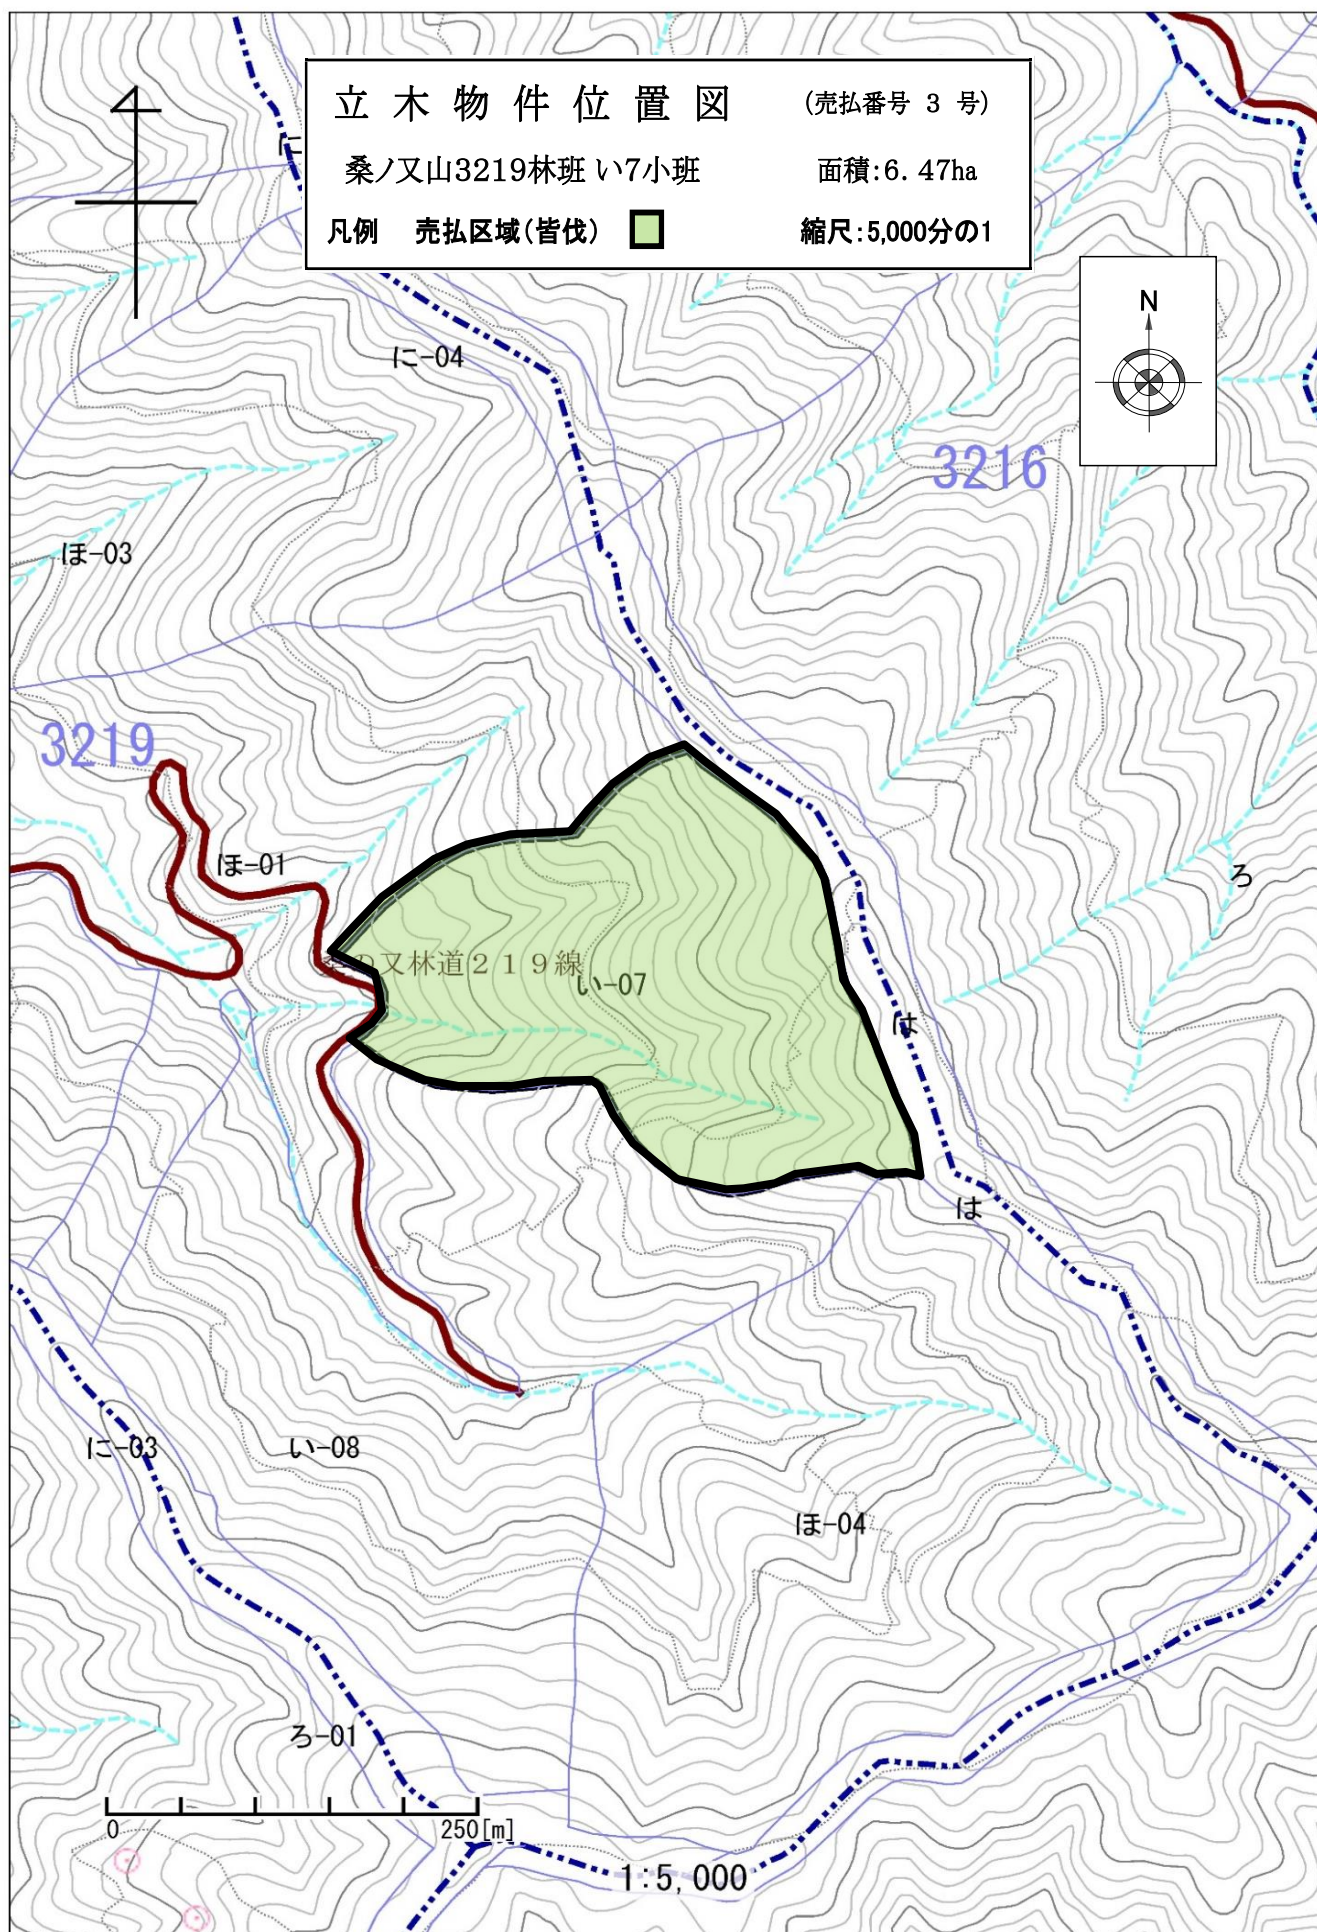 立木物件位置図 (売払番号 3 号)
桑ノ又山3219林班 い7小班 面積:6.47ha
凡例 売払区域(皆伐) 縮尺:5,000分の1
N
に-04
3216
ほ-03
3219
ほ-01
ろ
の又林道219線
い-07
は
は
に-03
い-08
ほ-04
ろ-01
0 250[m]
1:5,000